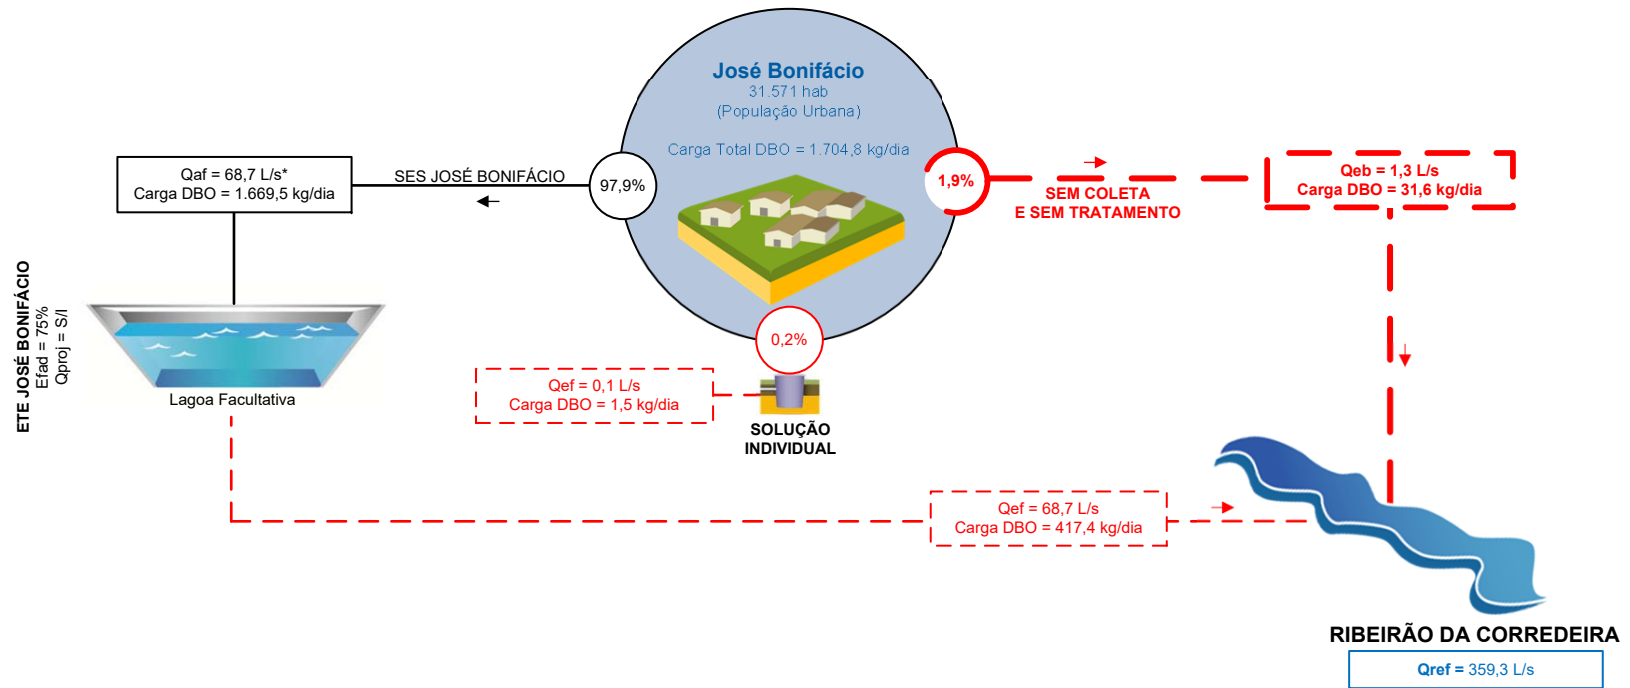 José Bonifácio
31.571 hab
(População Urbana)
Carga Total DBO = 1.704,8 kg/dia
97,9%
SES JOSÉ BONIFÁCIO
Qaf = 68,7 L/s*
Carga DBO = 1.669,5 kg/dia
1,9%
SEM COLETA
E SEM TRATAMENTO
Qeb = 1,3 L/s
Carga DBO = 31,6 kg/dia
ETE JOSÉ BONIFÁCIO
Efad = 75%
Qproj = S/I
Lagoa Facultativa
0,2%
Qef = 0,1 L/s
Carga DBO = 1,5 kg/dia
SOLUÇÃO
INDIVIDUAL
Qef = 68,7 L/s
Carga DBO = 417,4 kg/dia
RIBEIRÃO DA CORREDEIRA
Qref = 359,3 L/s